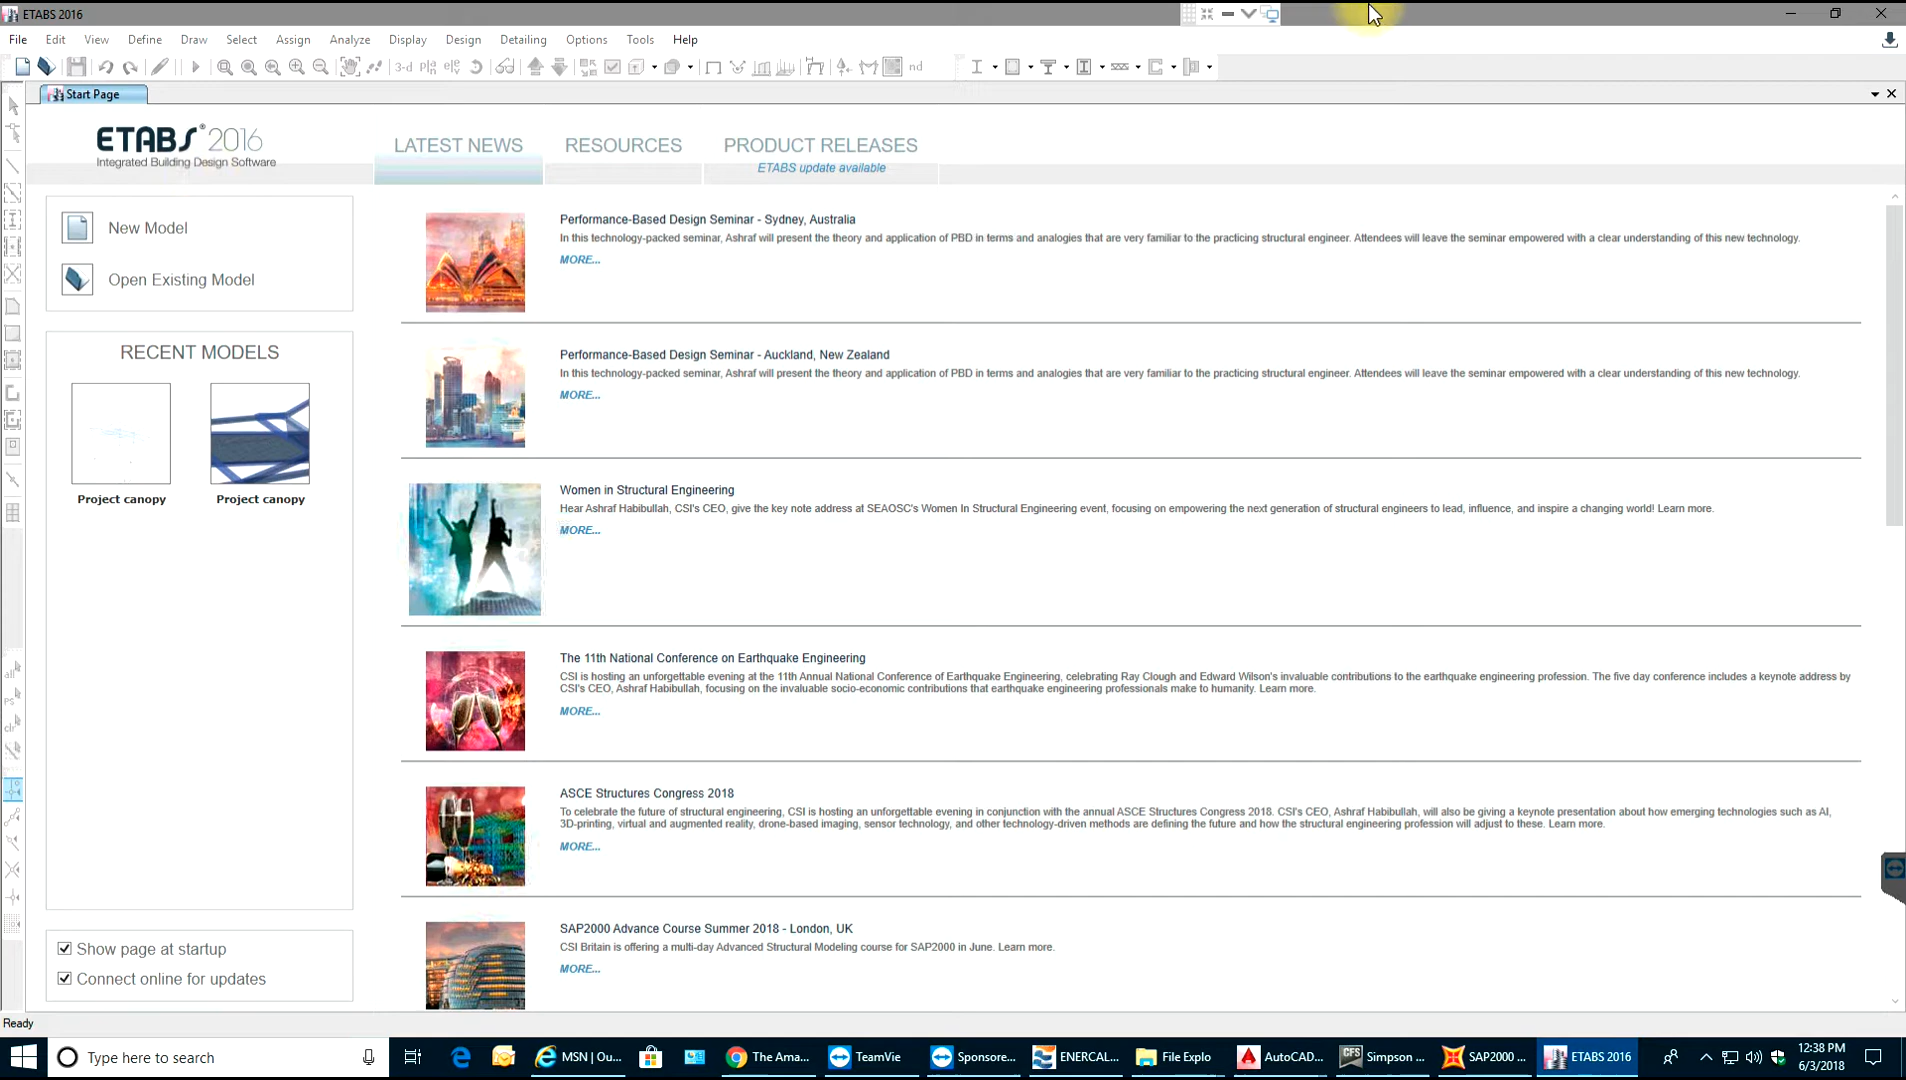 ETABS 2016
File Edit View Define Draw Select Assign Analyze Display Design Detailing Options Tools Help
3-d nd
Start Page
ETABS® 2016
Integrated Building Design Software
LATEST NEWS RESOURCES PRODUCT RELEASES
ETABS update available
New Model
Open Existing Model
RECENT MODELS
Project canopy Project canopy
Show page at startup
Connect online for updates
Performance-Based Design Seminar - Sydney, Australia
In this technology-packed seminar, Ashraf will present the theory and application of PBD in terms and analogies that are very familiar to the practicing structural engineer. Attendees will leave the seminar empowered with a clear understanding of this new technology.
MORE...
Performance-Based Design Seminar - Auckland, New Zealand
In this technology-packed seminar, Ashraf will present the theory and application of PBD in terms and analogies that are very familiar to the practicing structural engineer. Attendees will leave the seminar empowered with a clear understanding of this new technology.
MORE...
Women in Structural Engineering
Hear Ashraf Habibullah, CSI's CEO, give the key note address at SEAOSC's Women In Structural Engineering event, focusing on empowering the next generation of structural engineers to lead, influence, and inspire a changing world! Learn more.
MORE...
The 11th National Conference on Earthquake Engineering
CSI is hosting an unforgettable evening at the 11th Annual National Conference of Earthquake Engineering, celebrating Ray Clough and Edward Wilson's invaluable contributions to the earthquake engineering profession. The five day conference includes a keynote address by
CSI's CEO, Ashraf Habibullah, focusing on the invaluable socio-economic contributions that earthquake engineering professionals make to humanity. Learn more.
MORE...
ASCE Structures Congress 2018
To celebrate the future of structural engineering, CSI is hosting an unforgettable evening in conjunction with the annual ASCE Structures Congress 2018. CSI's CEO, Ashraf Habibullah, will also be giving a keynote presentation about how emerging technologies such as AI,
3D-printing, virtual and augmented reality, drone-based imaging, sensor technology, and other technology-driven methods are defining the future and how the structural engineering profession will adjust to these. Learn more.
MORE...
SAP2000 Advance Course Summer 2018 - London, UK
CSI Britain is offering a multi-day Advanced Structural Modeling course for SAP2000 in June. Learn more.
MORE...
all
ps
clr
Ready
Type here to search
MSN | Ou...
The Ama...
TeamVie...
Sponsore...
ENERCAL...
File Explo...
AutoCAD...
CFS
Simpson ...
SAP2000 ...
ETABS 2016
12:38 PM
6/3/2018